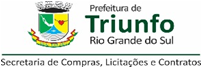 Prefeitura de
Triunfo
Rio Grande do Sul
Secretaria de Compras, Licitações e Contratos